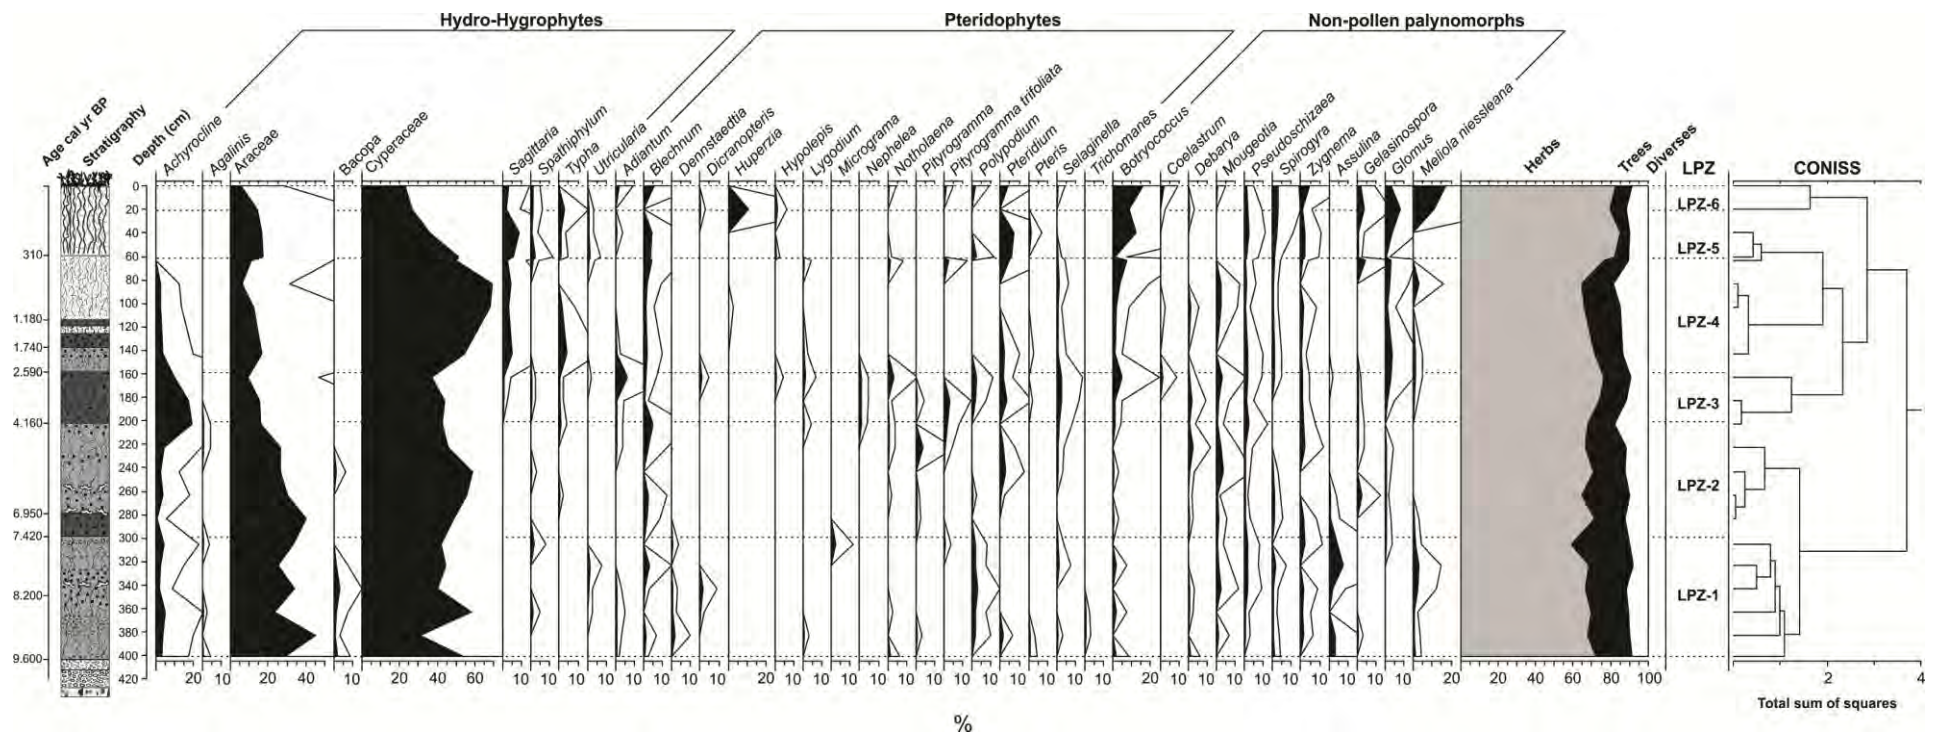 Hydro-Hygrophytes
Pteridophytes
Non-pollen palynomorphs
Age cal yr BP
Stratigraphy
Depth (cm)
Achyrocline
Agalinis
Araceae
Bacopa
Cyperaceae
Sagittaria
Spathiphylum
Typha
Utricularia
Adiantum
Blechnum
Dennstaedtia
Dicranopteris
Huperzia
Hypolepis
Lygodium
Micrograma
Nephelea
Notholaena
Pityrogramma
Pityrogramma trifoliata
Polypodium
Pteridium
Pteris
Selaginella
Trichomanes
Botryococcus
Coelastrum
Debarya
Mougeotia
Pseudoschizaea
Spirogyra
Zygnema
Assulina
Gelasinospora
Glomus
Meliola niessleana
Herbs
Trees
Diverses
LPZ
CONISS
0
20
40
60
80
100
120
140
160
180
200
220
240
260
280
300
320
340
360
380
400
420
310
1.180
1.740
2.590
4.160
6.950
7.420
8.200
9.600
LPZ-6
LPZ-5
LPZ-4
LPZ-3
LPZ-2
LPZ-1
20 10 20 40 10 20 40 60 10 10 10 10 10 10 10 10 20 10 10 10 10 10 10 10 10 10 10 10 10 20 10 10 10 10 10 10 10 10 10 20 20 40 60 80 100
2 4
Total sum of squares
%